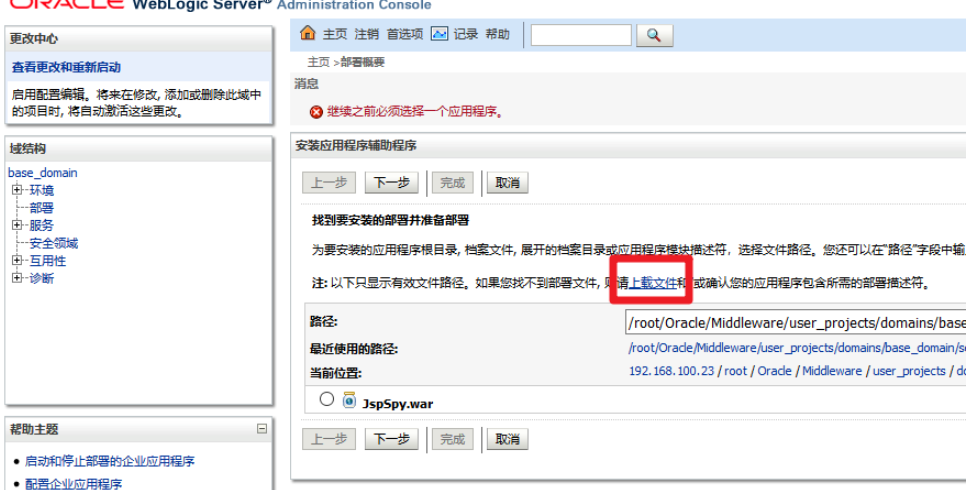 ORACLE WebLogic Server® Administration Console
更改中心
查看更改和重新启动
启用配置编辑。将来在修改, 添加或删除此域中
的项目时, 将自动激活这些更改。
域结构
base_domain
环境
部署
服务
安全领域
互用性
诊断
帮助主题
启动和停止部署的企业应用程序
配置企业应用程序
主页 注销 首选项 记录 帮助
主页 >部署概要
消息
继续之前必须选择一个应用程序。
安装应用程序辅助程序
上一步 下一步 完成 取消
找到要安装的部署并准备部署
为要安装的应用程序根目录, 档案文件, 展开的档案目录或应用程序模块描述符, 选择文件路径。您还可以在"路径"字段中输
注: 以下只显示有效文件路径。如果您找不到部署文件, 则请上载文件和/或确认您的应用程序包含所需的部署描述符。
路径: /root/Oracle/Middleware/user_projects/domains/base
最近使用的路径: /root/Oracle/Middleware/user_projects/domains/base_domain/se
当前位置: 192.168.100.23 / root / Oracle / Middleware / user_projects / do
JspSpy.war
上一步 下一步 完成 取消